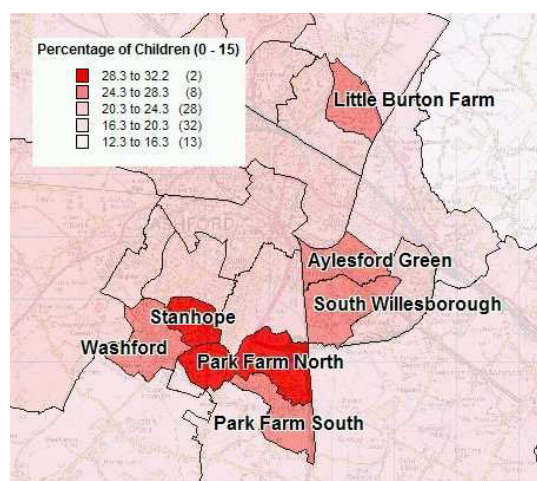 Percentage of Children (0 - 15)
28.3 to 32.2 (2)
24.3 to 28.3 (8)
20.3 to 24.3 (28)
16.3 to 20.3 (32)
12.3 to 16.3 (13)
Little Burton Farm
ASHFORD
Aylesford Green
South Willesborough
Stanhope
Washford
Park Farm North
Park Farm South